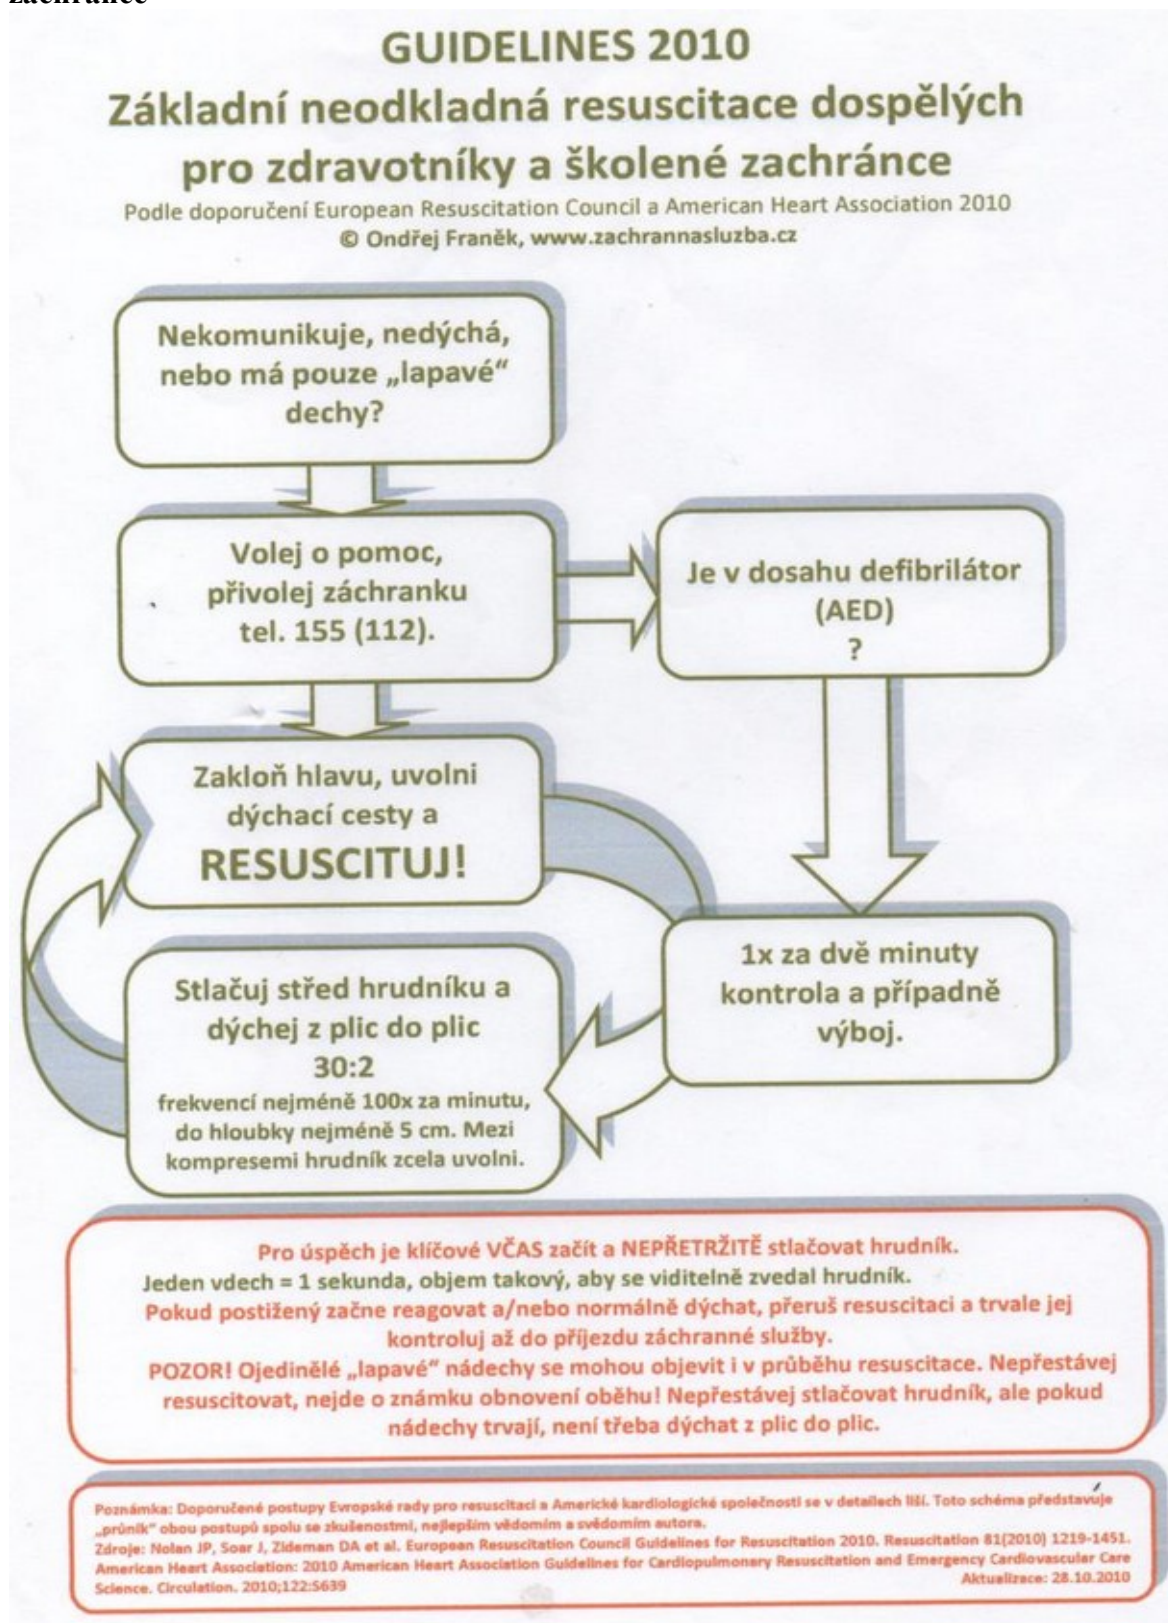 zachránce
GUIDELINES 2010
Základní neodkladná resuscitace dospělých
pro zdravotníky a školené zachránce
Podle doporučení European Resuscitation Council a American Heart Association 2010
© Ondřej Franěk, www.zachrannasluzba.cz
Nekomunikuje, nedýchá,
nebo má pouze „lapavé“
dechy?
Volej o pomoc,
přivolej záchranku
tel. 155 (112).
Je v dosahu defibrilátor
(AED)
?
Zakloň hlavu, uvolni
dýchací cesty a
RESUSCITUJ!
1x za dvě minuty
kontrola a případně
výboj.
Stlačuj střed hrudníku a
dýchej z plic do plic
30:2
frekvencí nejméně 100x za minutu,
do hloubky nejméně 5 cm. Mezi
kompresemi hrudník zcela uvolni.
Pro úspěch je klíčové VČAS začít a NEPŘETRŽITĚ stlačovat hrudník.
Jeden vdech = 1 sekunda, objem takový, aby se viditelně zvedal hrudník.
Pokud postižený začne reagovat a/nebo normálně dýchat, přeruš resuscitaci a trvale jej
kontroluj až do příjezdu záchranné služby.
POZOR! Ojedinělé „lapavé“ nádechy se mohou objevit i v průběhu resuscitace. Nepřestávej
resuscitovat, nejde o známku obnovení oběhu! Nepřestávej stlačovat hrudník, ale pokud
nádechy trvají, není třeba dýchat z plic do plic.
Poznámka: Doporučené postupy Evropské rady pro resuscitaci a Americké kardiologické společnosti se v detailech liší. Toto schéma představuje
„průnik“ obou postupů spolu se zkušenostmi, nejlepším vědomím a svědomím autora.
Zdroje: Nolan JP, Soar J, Zideman DA et al. European Resuscitation Council Guidelines for Resuscitation 2010. Resuscitation 81(2010) 1219-1451.
American Heart Association: 2010 American Heart Association Guidelines for Cardiopulmonary Resuscitation and Emergency Cardiovascular Care
Science. Circulation. 2010;122:S639
Aktualizace: 28.10.2010